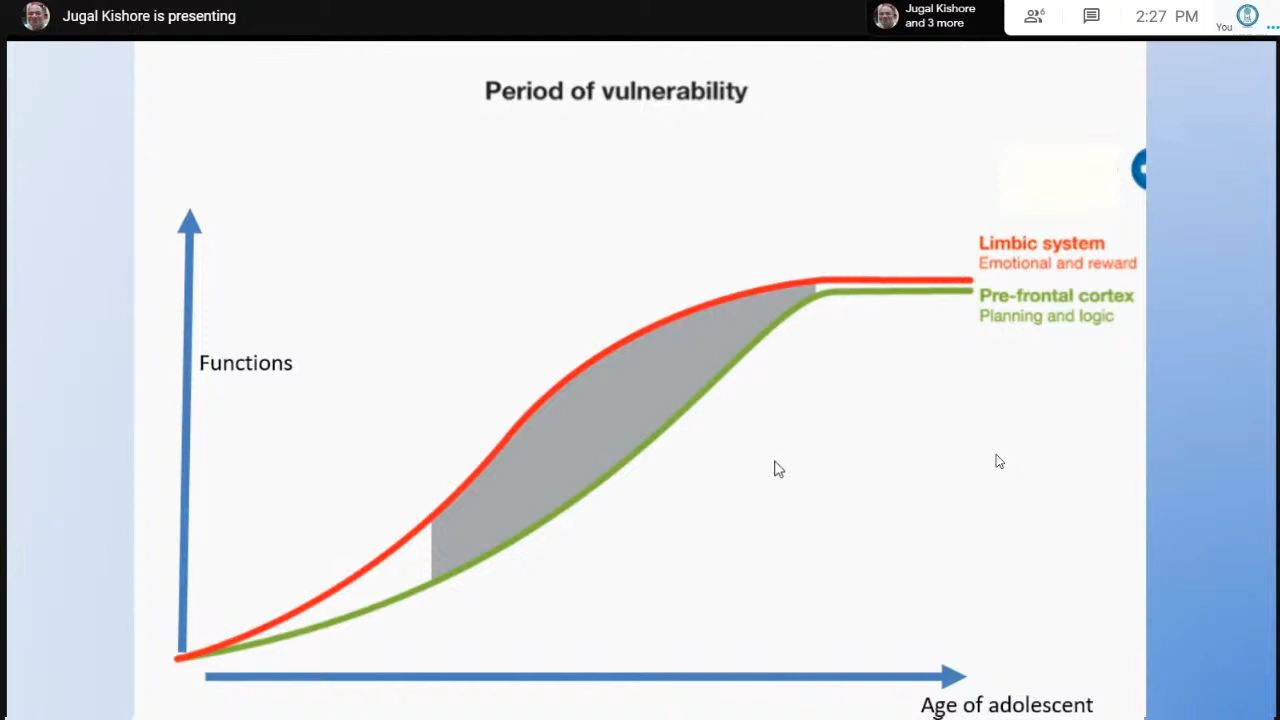 Jugal Kishore is presenting
Jugal Kishore
and 3 more
6
2:27 PM
You
Period of vulnerability
Limbic system
Emotional and reward
Pre-frontal cortex
Planning and logic
Functions
Age of adolescent